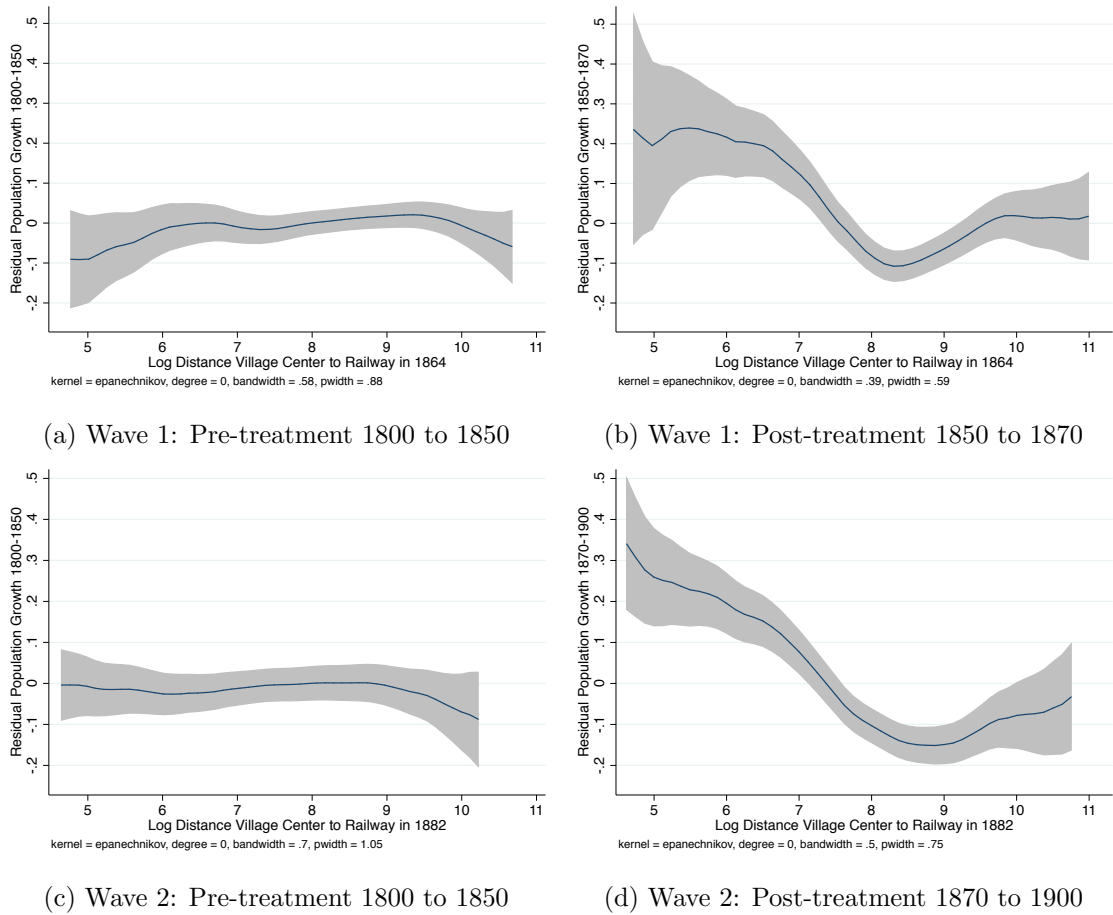 .5
.4
.3
.2
.1
0
-.1
-.2
Residual Population Growth 1800-1850
5 6 7 8 9 10 11
Log Distance Village Center to Railway in 1864
kernel = epanechnikov, degree = 0, bandwidth = .58, pwidth = .88
(a) Wave 1: Pre-treatment 1800 to 1850
.5
.4
.3
.2
.1
0
-.1
-.2
Residual Population Growth 1850-1870
5 6 7 8 9 10 11
Log Distance Village Center to Railway in 1864
kernel = epanechnikov, degree = 0, bandwidth = .39, pwidth = .59
(b) Wave 1: Post-treatment 1850 to 1870
.5
.4
.3
.2
.1
0
-.1
-.2
Residual Population Growth 1800-1850
5 6 7 8 9 10 11
Log Distance Village Center to Railway in 1882
kernel = epanechnikov, degree = 0, bandwidth = .7, pwidth = 1.05
(c) Wave 2: Pre-treatment 1800 to 1850
.5
.4
.3
.2
.1
0
-.1
-.2
Residual Population Growth 1870-1900
5 6 7 8 9 10 11
Log Distance Village Center to Railway in 1882
kernel = epanechnikov, degree = 0, bandwidth = .5, pwidth = .75
(d) Wave 2: Post-treatment 1870 to 1900